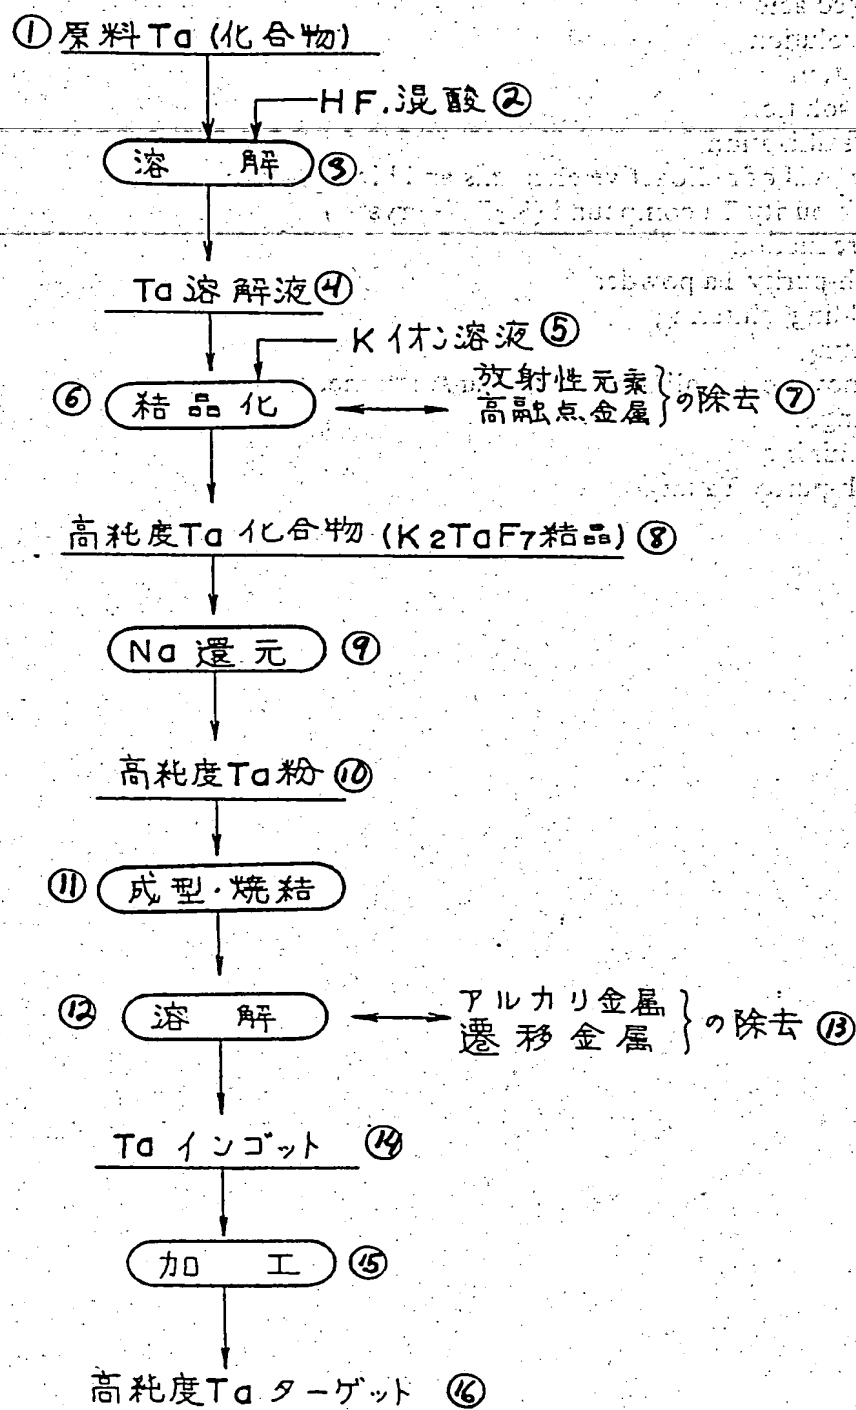 ① 原料Ta (化合物)
HF.混酸 ②
溶解 ③
Ta溶解液 ④
Kイオン溶液 ⑤
⑥ 結晶化
放射性元素
高融点金属 } の除去 ⑦
高純度Ta化合物 (K2TaF7結晶) ⑧
Na還元 ⑨
高純度Ta粉 ⑩
⑪ 成型・焼結
⑫ 溶解
アルカリ金属
遷移金属 } の除去 ⑬
Taインゴット ⑭
加工 ⑮
高純度Taターゲット ⑯